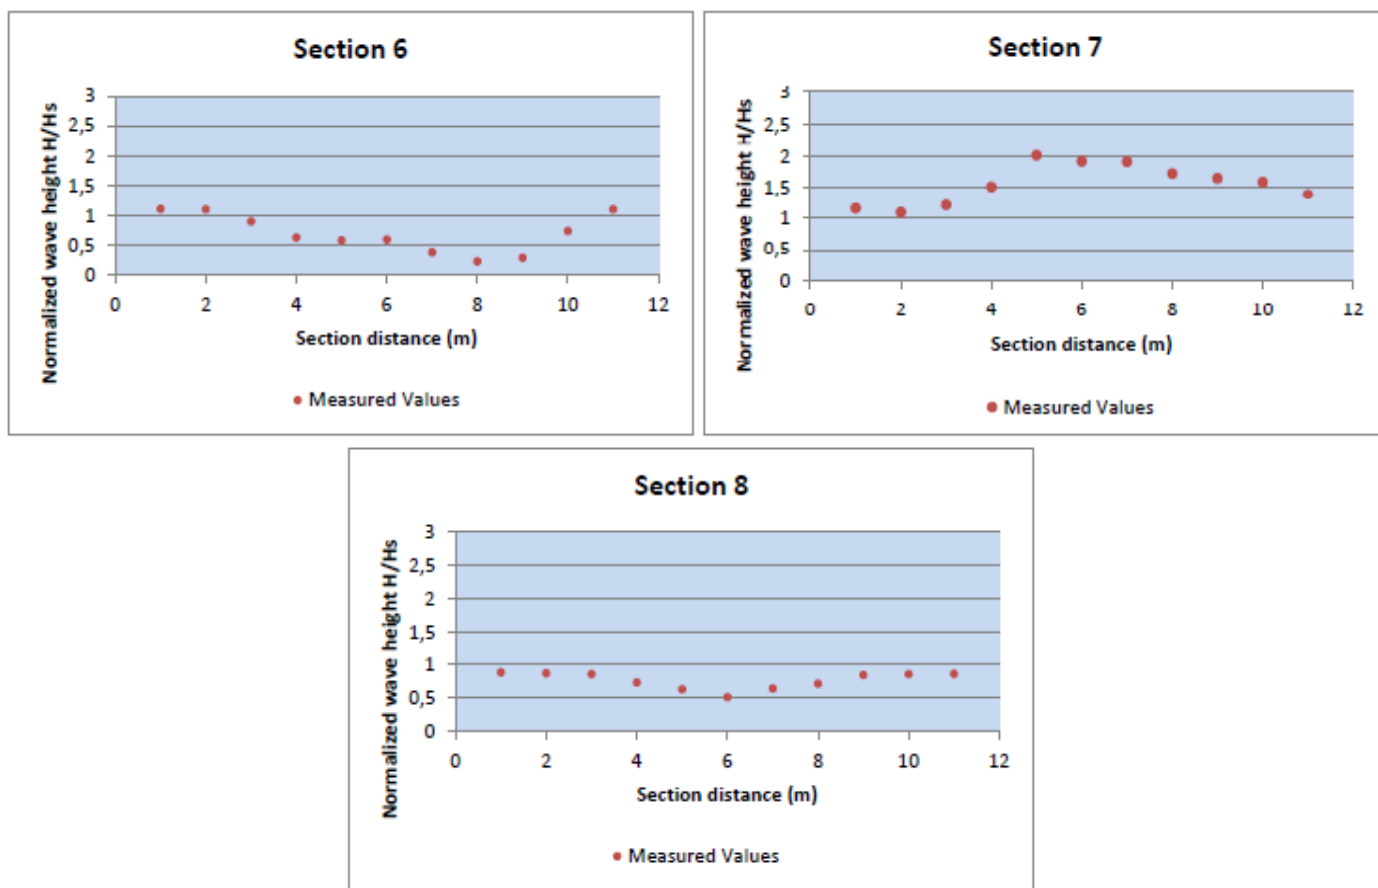 Section 6
Normalized wave height H/Hs
3
2,5
2
1,5
1
0,5
0
0 2 4 6 8 10 12
Section distance (m)
Measured Values
Section 7
Normalized wave height H/Hs
3
2,5
2
1,5
1
0,5
0
0 2 4 6 8 10 12
Section distance (m)
Measured Values
Section 8
Normalized wave height H/Hs
3
2,5
2
1,5
1
0,5
0
0 2 4 6 8 10 12
Section distance (m)
Measured Values